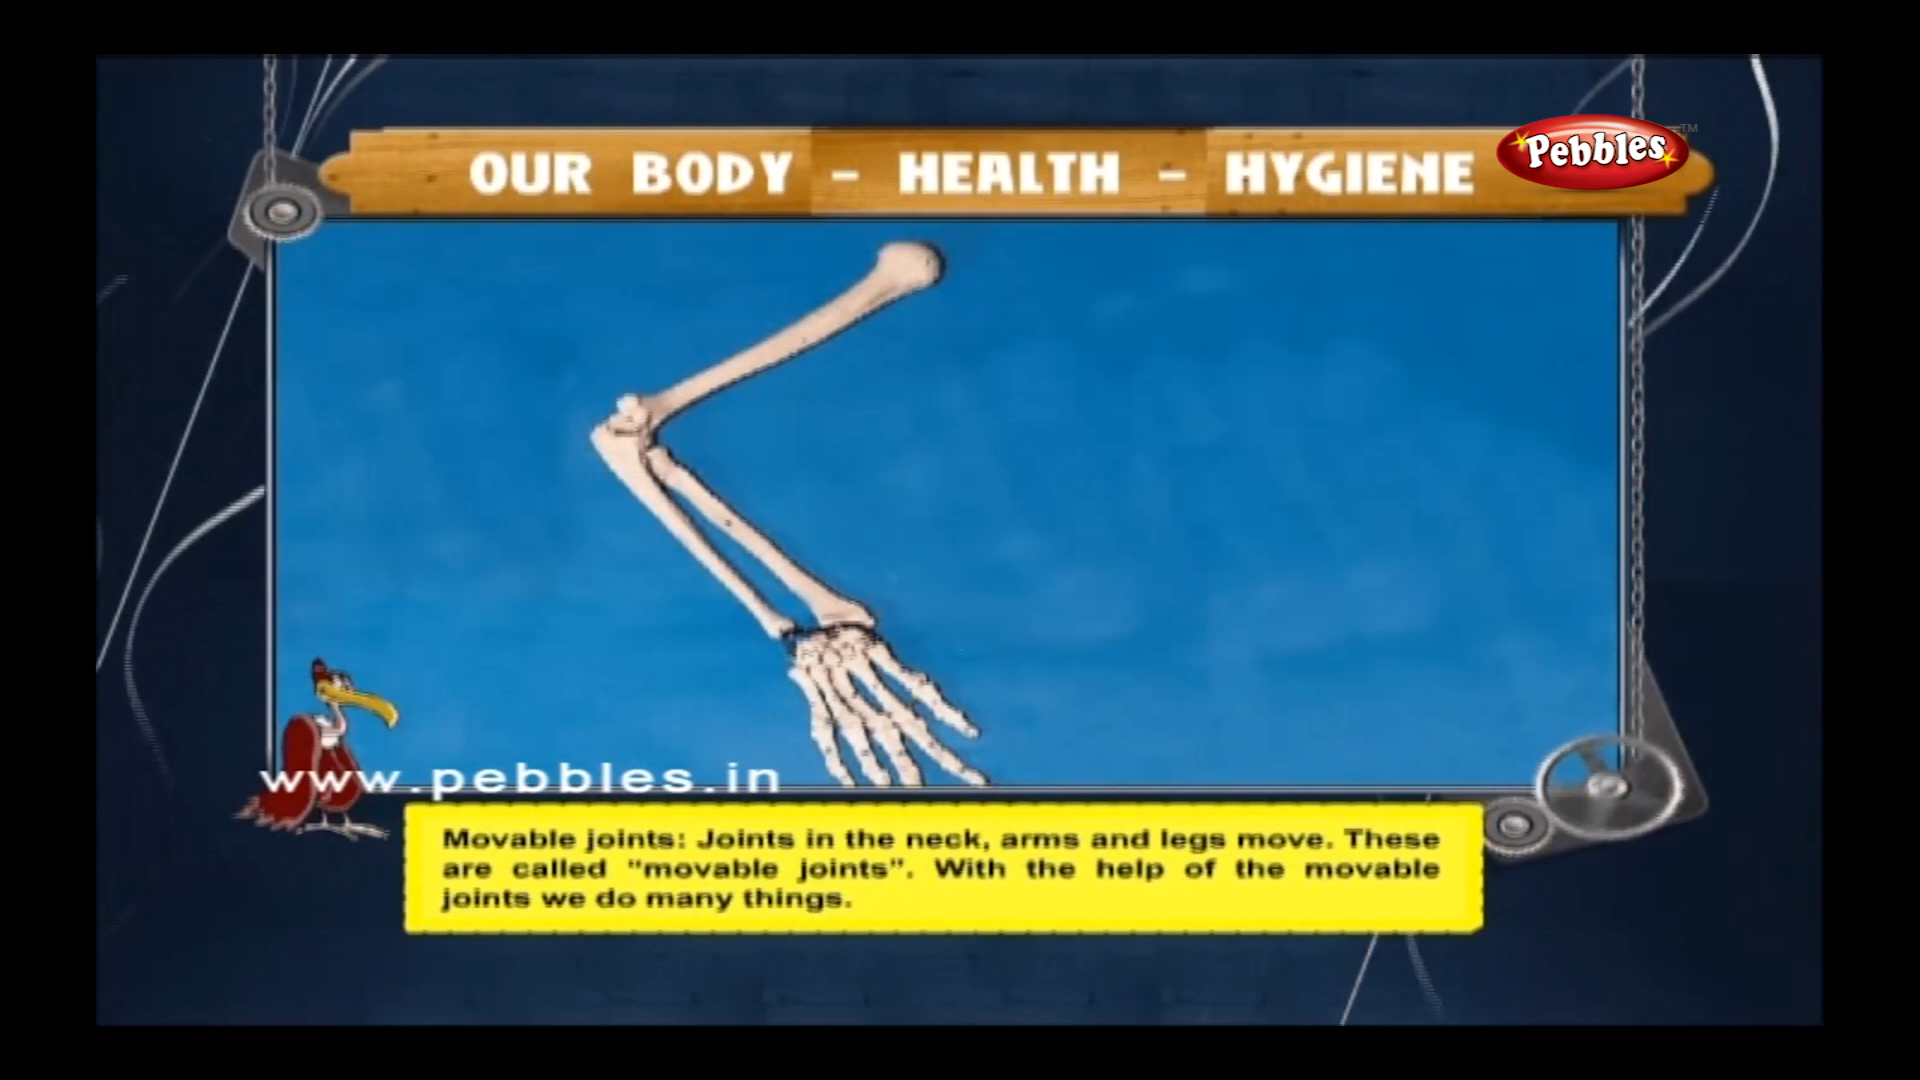 OUR BODY - HEALTH - HYGIENE
Pebbles TM
www.pebbles.in
Movable joints: Joints in the neck, arms and legs move. These
are called "movable joints". With the help of the movable
joints we do many things.